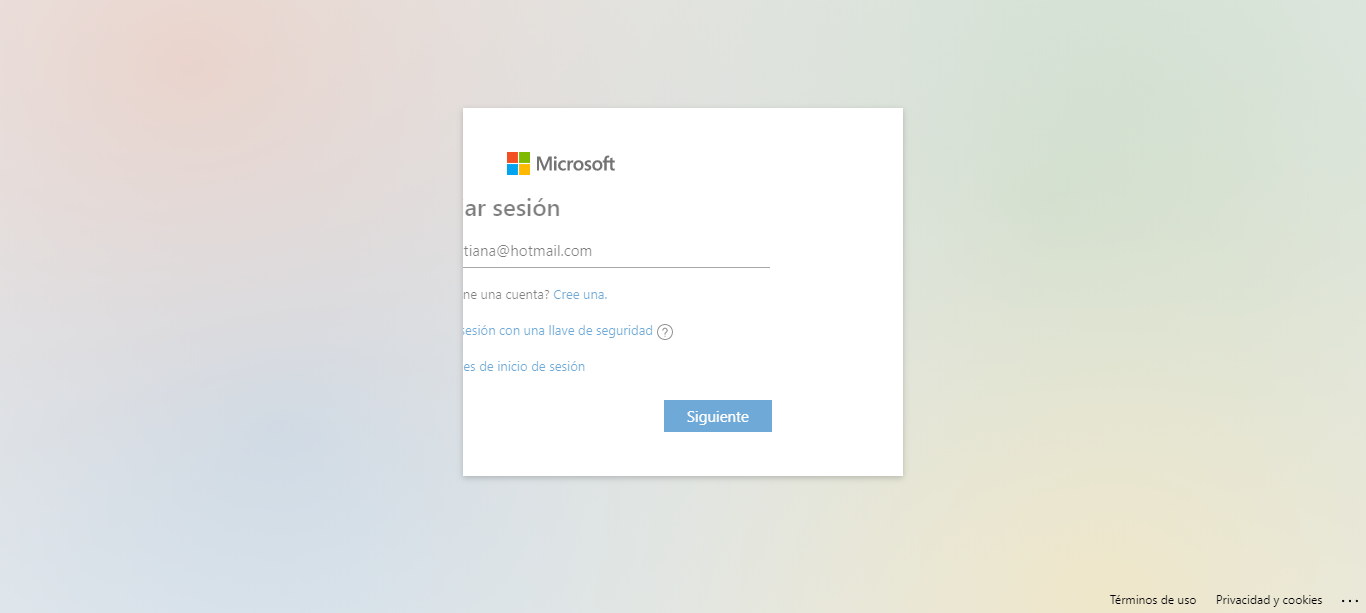 Microsoft
ar sesión
tiana@hotmail.com
ne una cuenta? Cree una.
sesión con una llave de seguridad ?
es de inicio de sesión
Siguiente
Términos de uso Privacidad y cookies ...